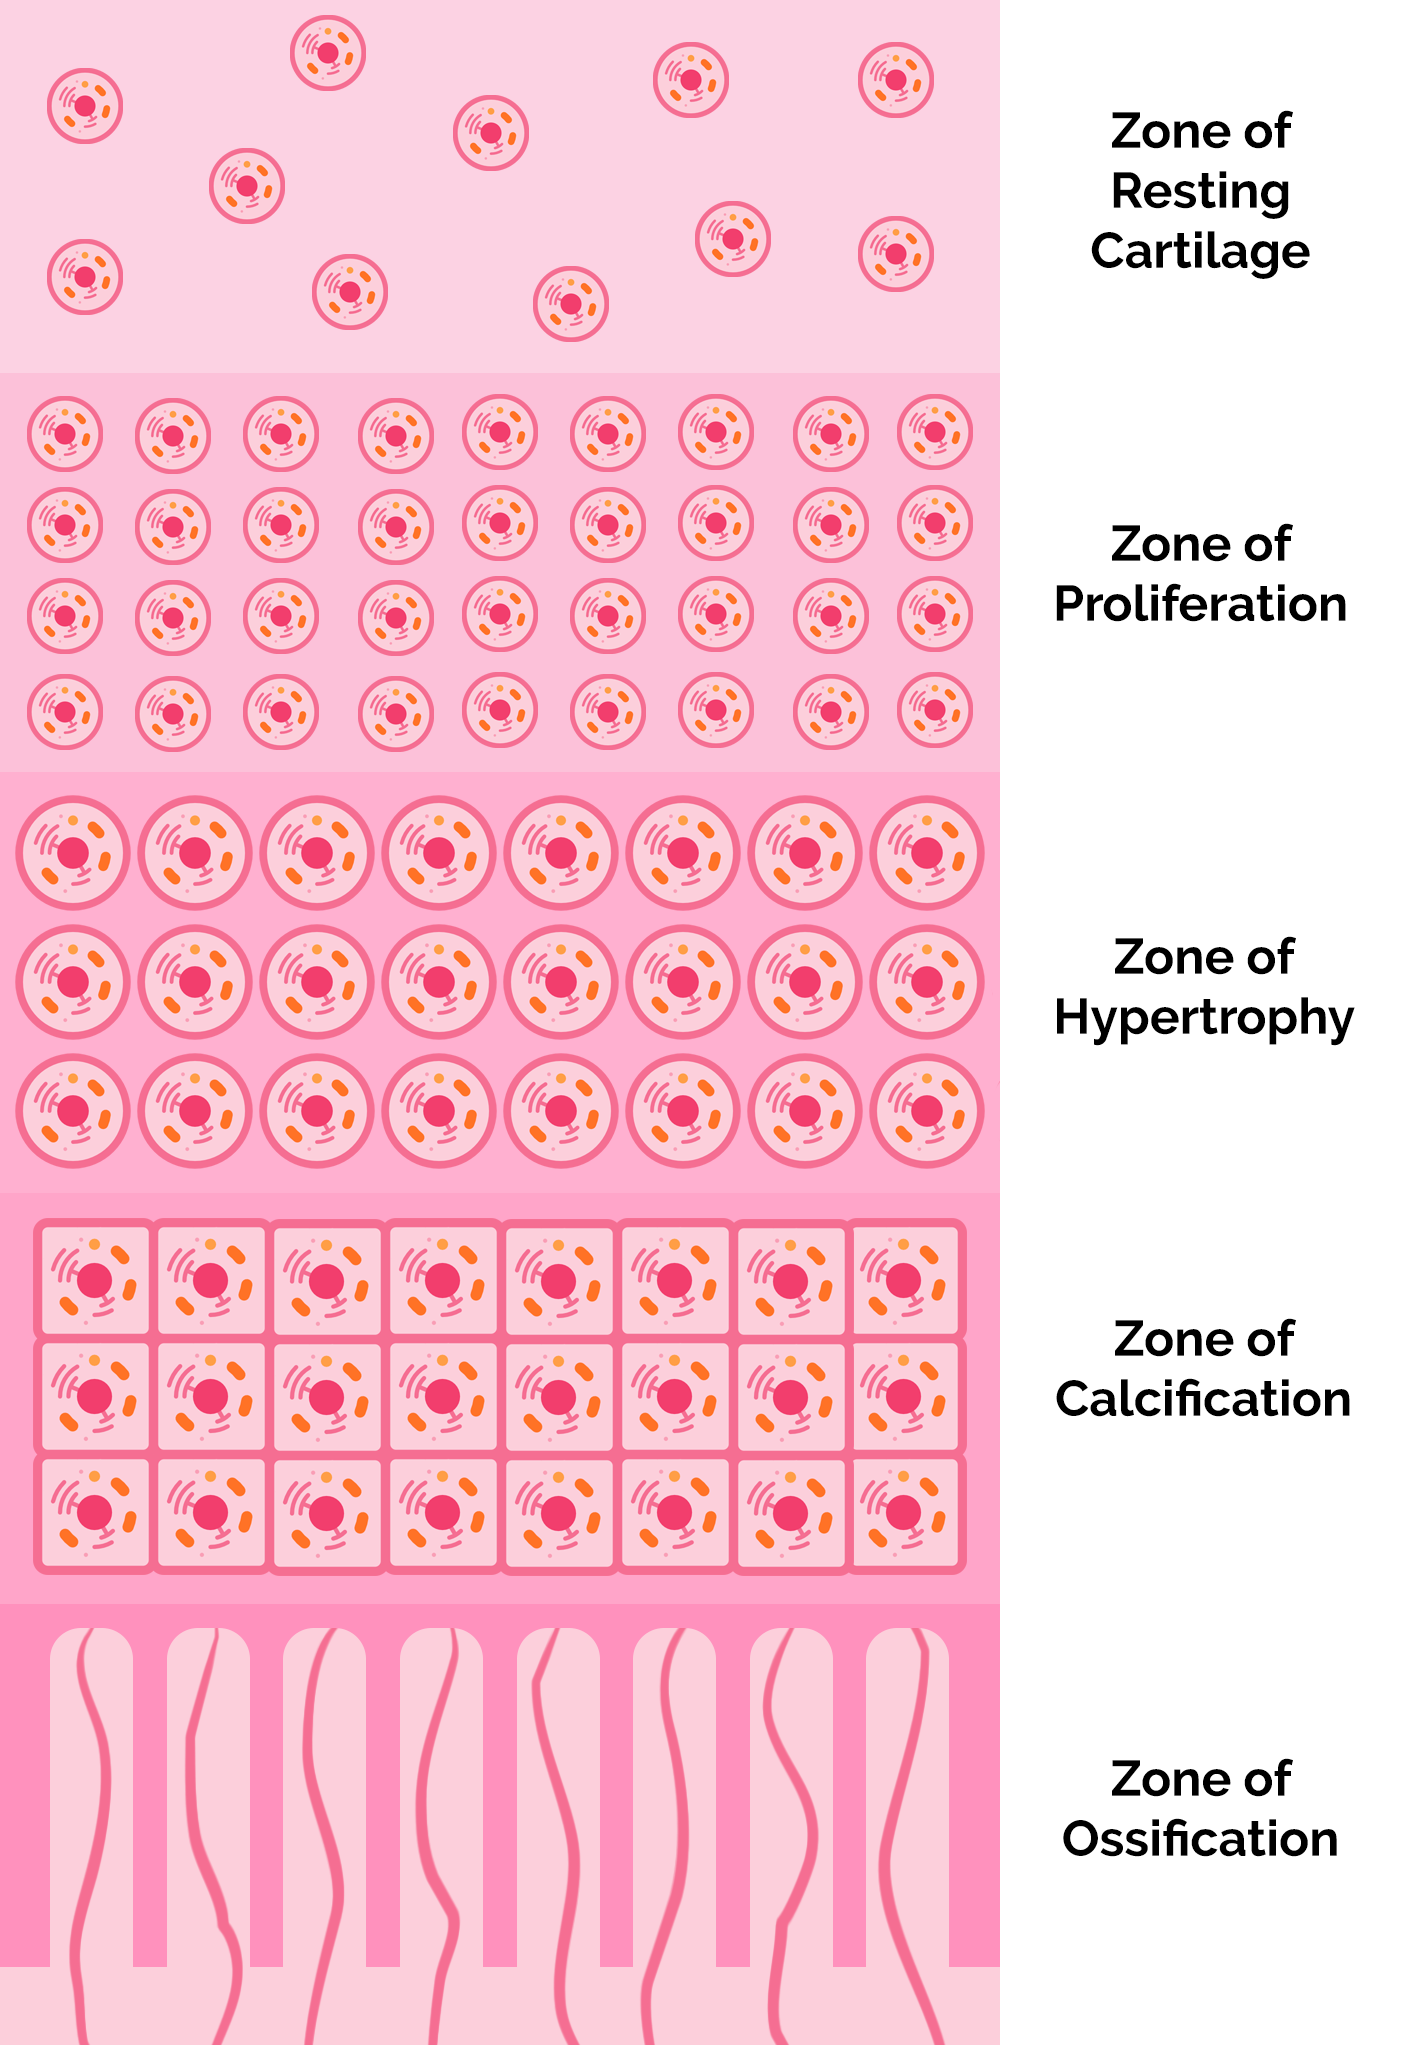 Zone of
Resting
Cartilage
Zone of
Proliferation
Zone of
Hypertrophy
Zone of
Calcification
Zone of
Ossification